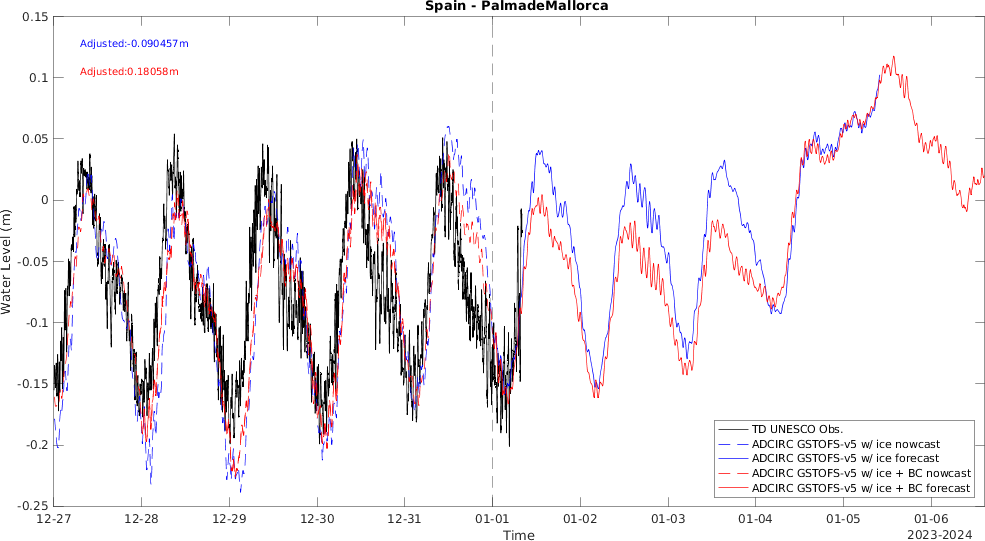 Spain - PalmadeMallorca
Adjusted:-0.090457m
Adjusted:0.18058m
0.15
0.1
0.05
0
-0.05
-0.1
-0.15
-0.2
-0.25
Water Level (m)
TD UNESCO Obs.
ADCIRC GSTOFS-v5 w/ ice nowcast
ADCIRC GSTOFS-v5 w/ ice forecast
ADCIRC GSTOFS-v5 w/ ice + BC nowcast
ADCIRC GSTOFS-v5 w/ ice + BC forecast
12-27 12-28 12-29 12-30 12-31 01-01 01-02 01-03 01-04 01-05 01-06
Time
2023-2024